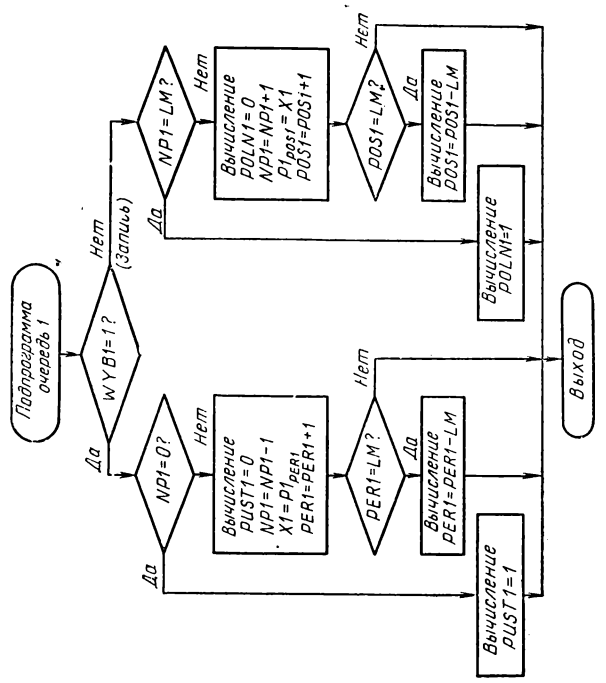 Подпрограмма
очередь 1
WYB1=1?
Да
Нет
(Запись)
NP1=0?
Да
Нет
Вычисление
PUST1=0
NP1=NP1-1
X1=P1PER1
PER1=PER1+1
PER1=LM?
Нет
Да
Вычисление
PER1=PER1-LM
Вычисление
PUST1=1
NP1=LM?
Да
Нет
Вычисление
POLN1=0
NP1=NP1+1
P1POS1=X1
POS1=POS1+1
POS1=LM?
Нет
Да
Вычисление
POS1=POS1-LM
Вычисление
POLN1=1
Выход